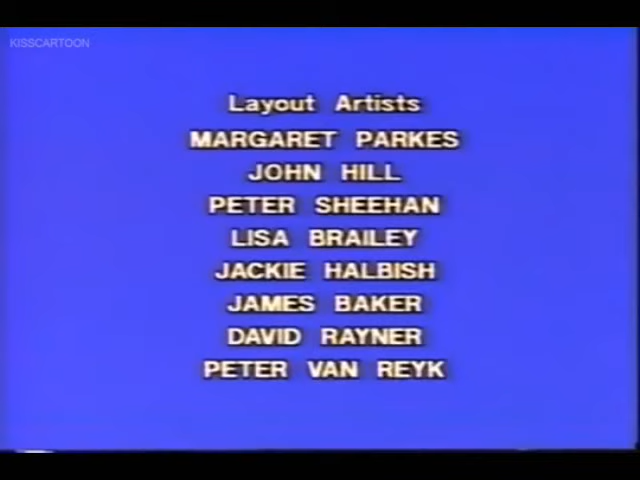 KISSCARTOON
Layout Artists
MARGARET PARKES
JOHN HILL
PETER SHEEHAN
LISA BRAILEY
JACKIE HALBISH
JAMES BAKER
DAVID RAYNER
PETER VAN REYK